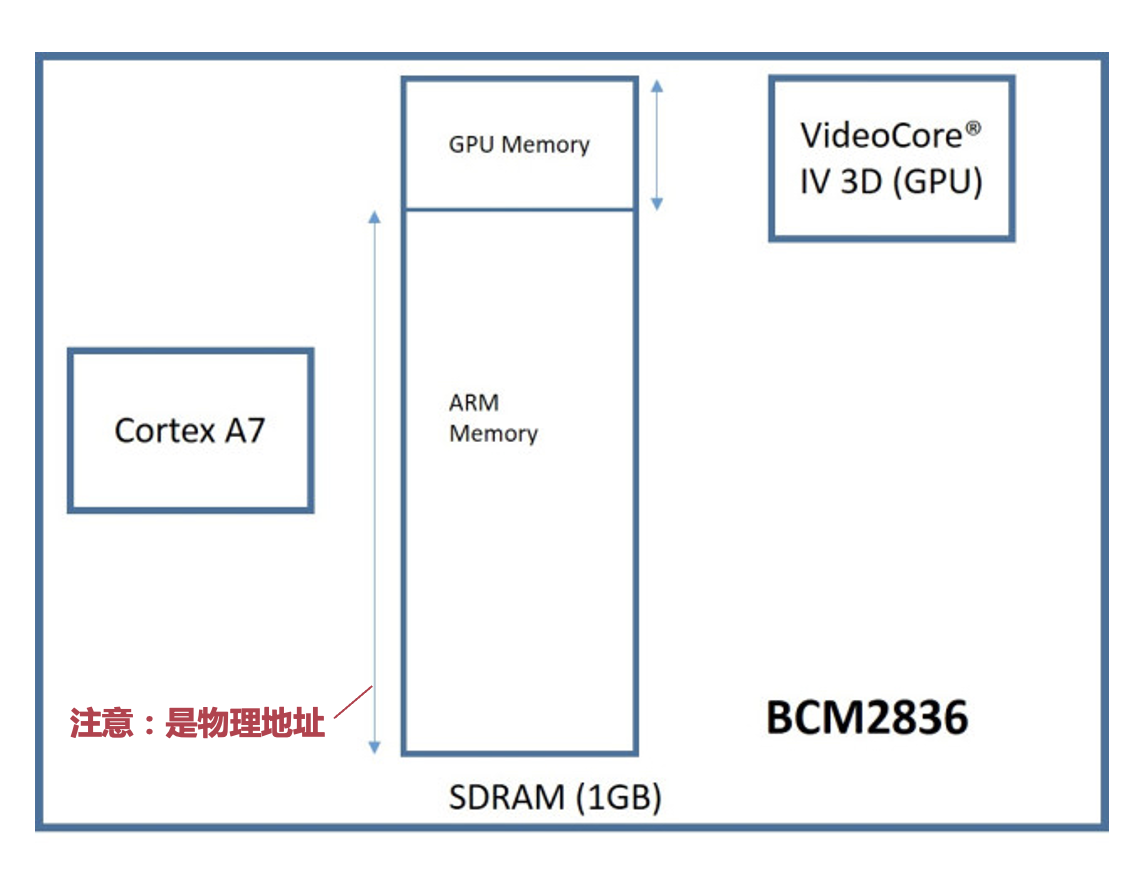 GPU Memory
VideoCore®
IV 3D (GPU)
ARM
Memory
Cortex A7
注意：是物理地址
BCM2836
SDRAM (1GB)